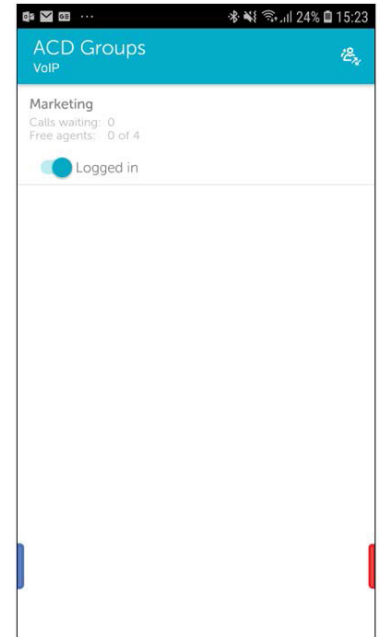 24% 15:23
ACD Groups
VoIP
Marketing
Calls waiting: 0
Free agents: 0 of 4
Logged in